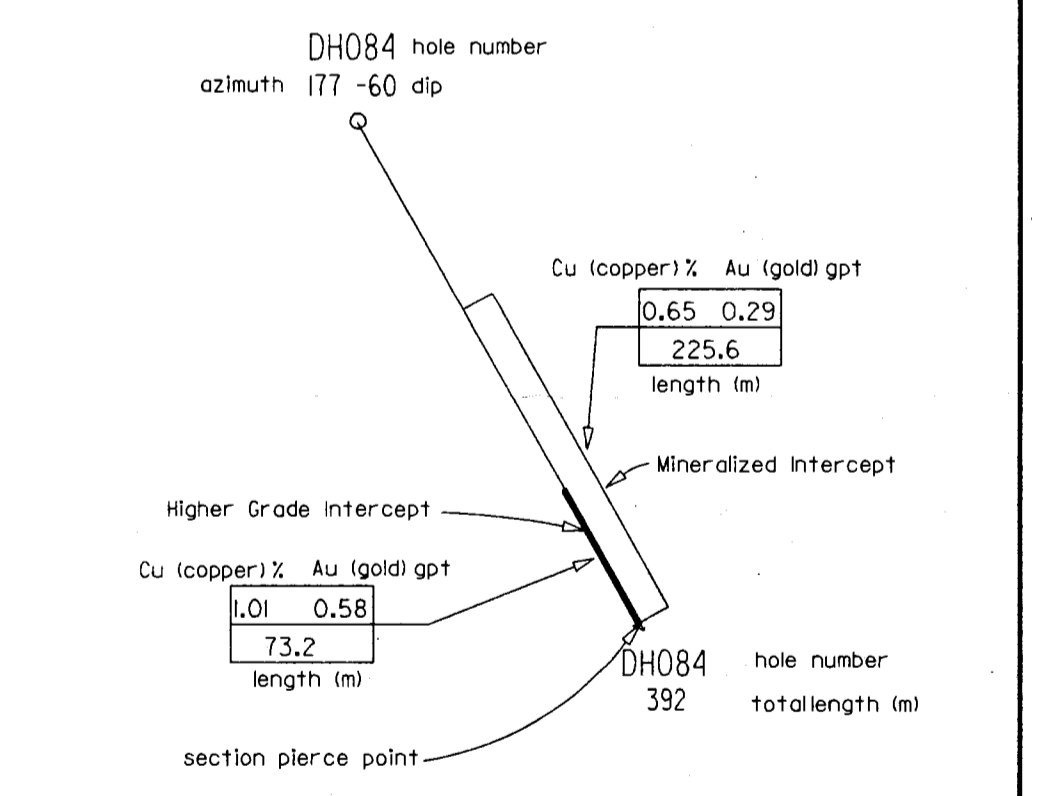 DH084 hole number
azimuth 177 -60 dip
Cu (copper) % Au (gold) gpt
0.65 0.29
225.6
length (m)
Mineralized Intercept
Higher Grade Intercept
Cu (copper) % Au (gold) gpt
1.01 0.58
73.2
length (m)
DH084 hole number
392 total length (m)
section pierce point